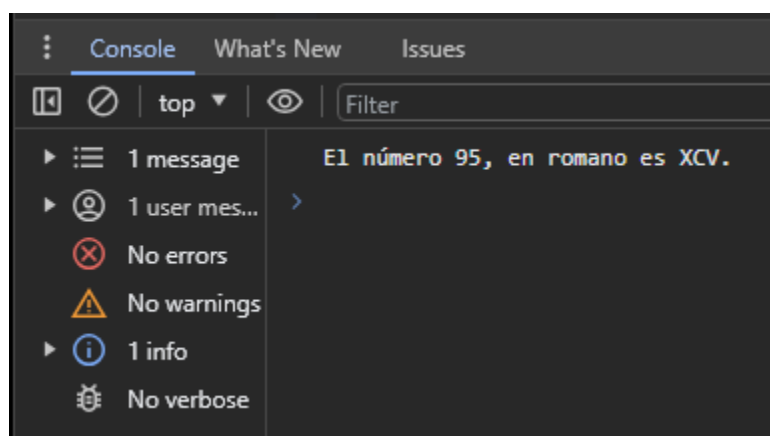 Console What's New Issues
top Filter
1 message
El número 95, en romano es XCV.
1 user mes...
No errors
No warnings
1 info
No verbose